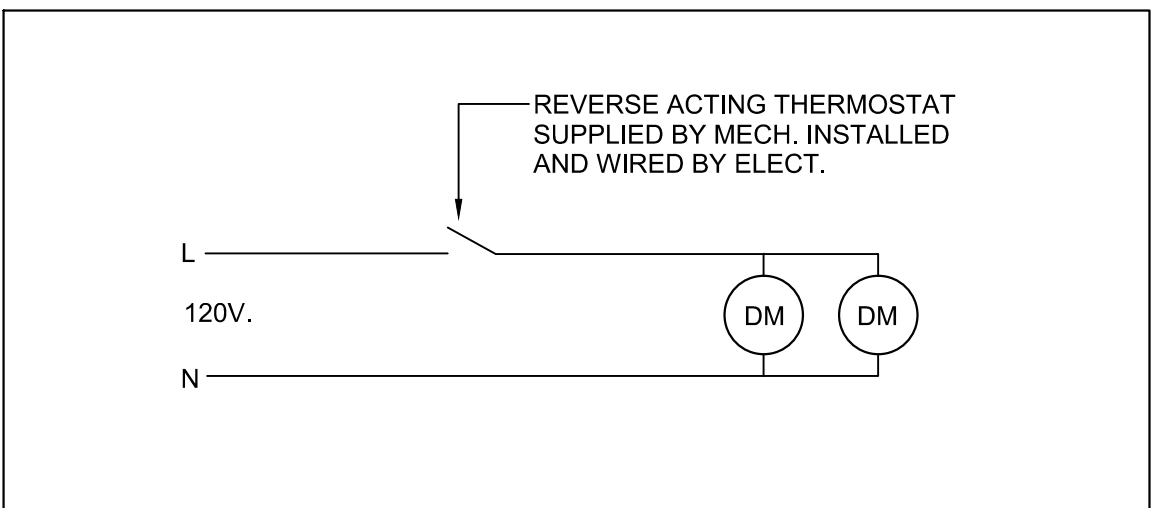 REVERSE ACTING THERMOSTAT
SUPPLIED BY MECH. INSTALLED
AND WIRED BY ELECT.
L
120V.
DM DM
N